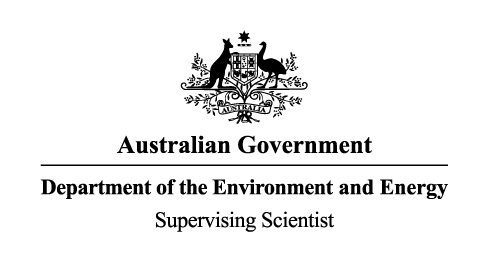 AUSTRALIA
Australian Government
Department of the Environment and Energy
Supervising Scientist